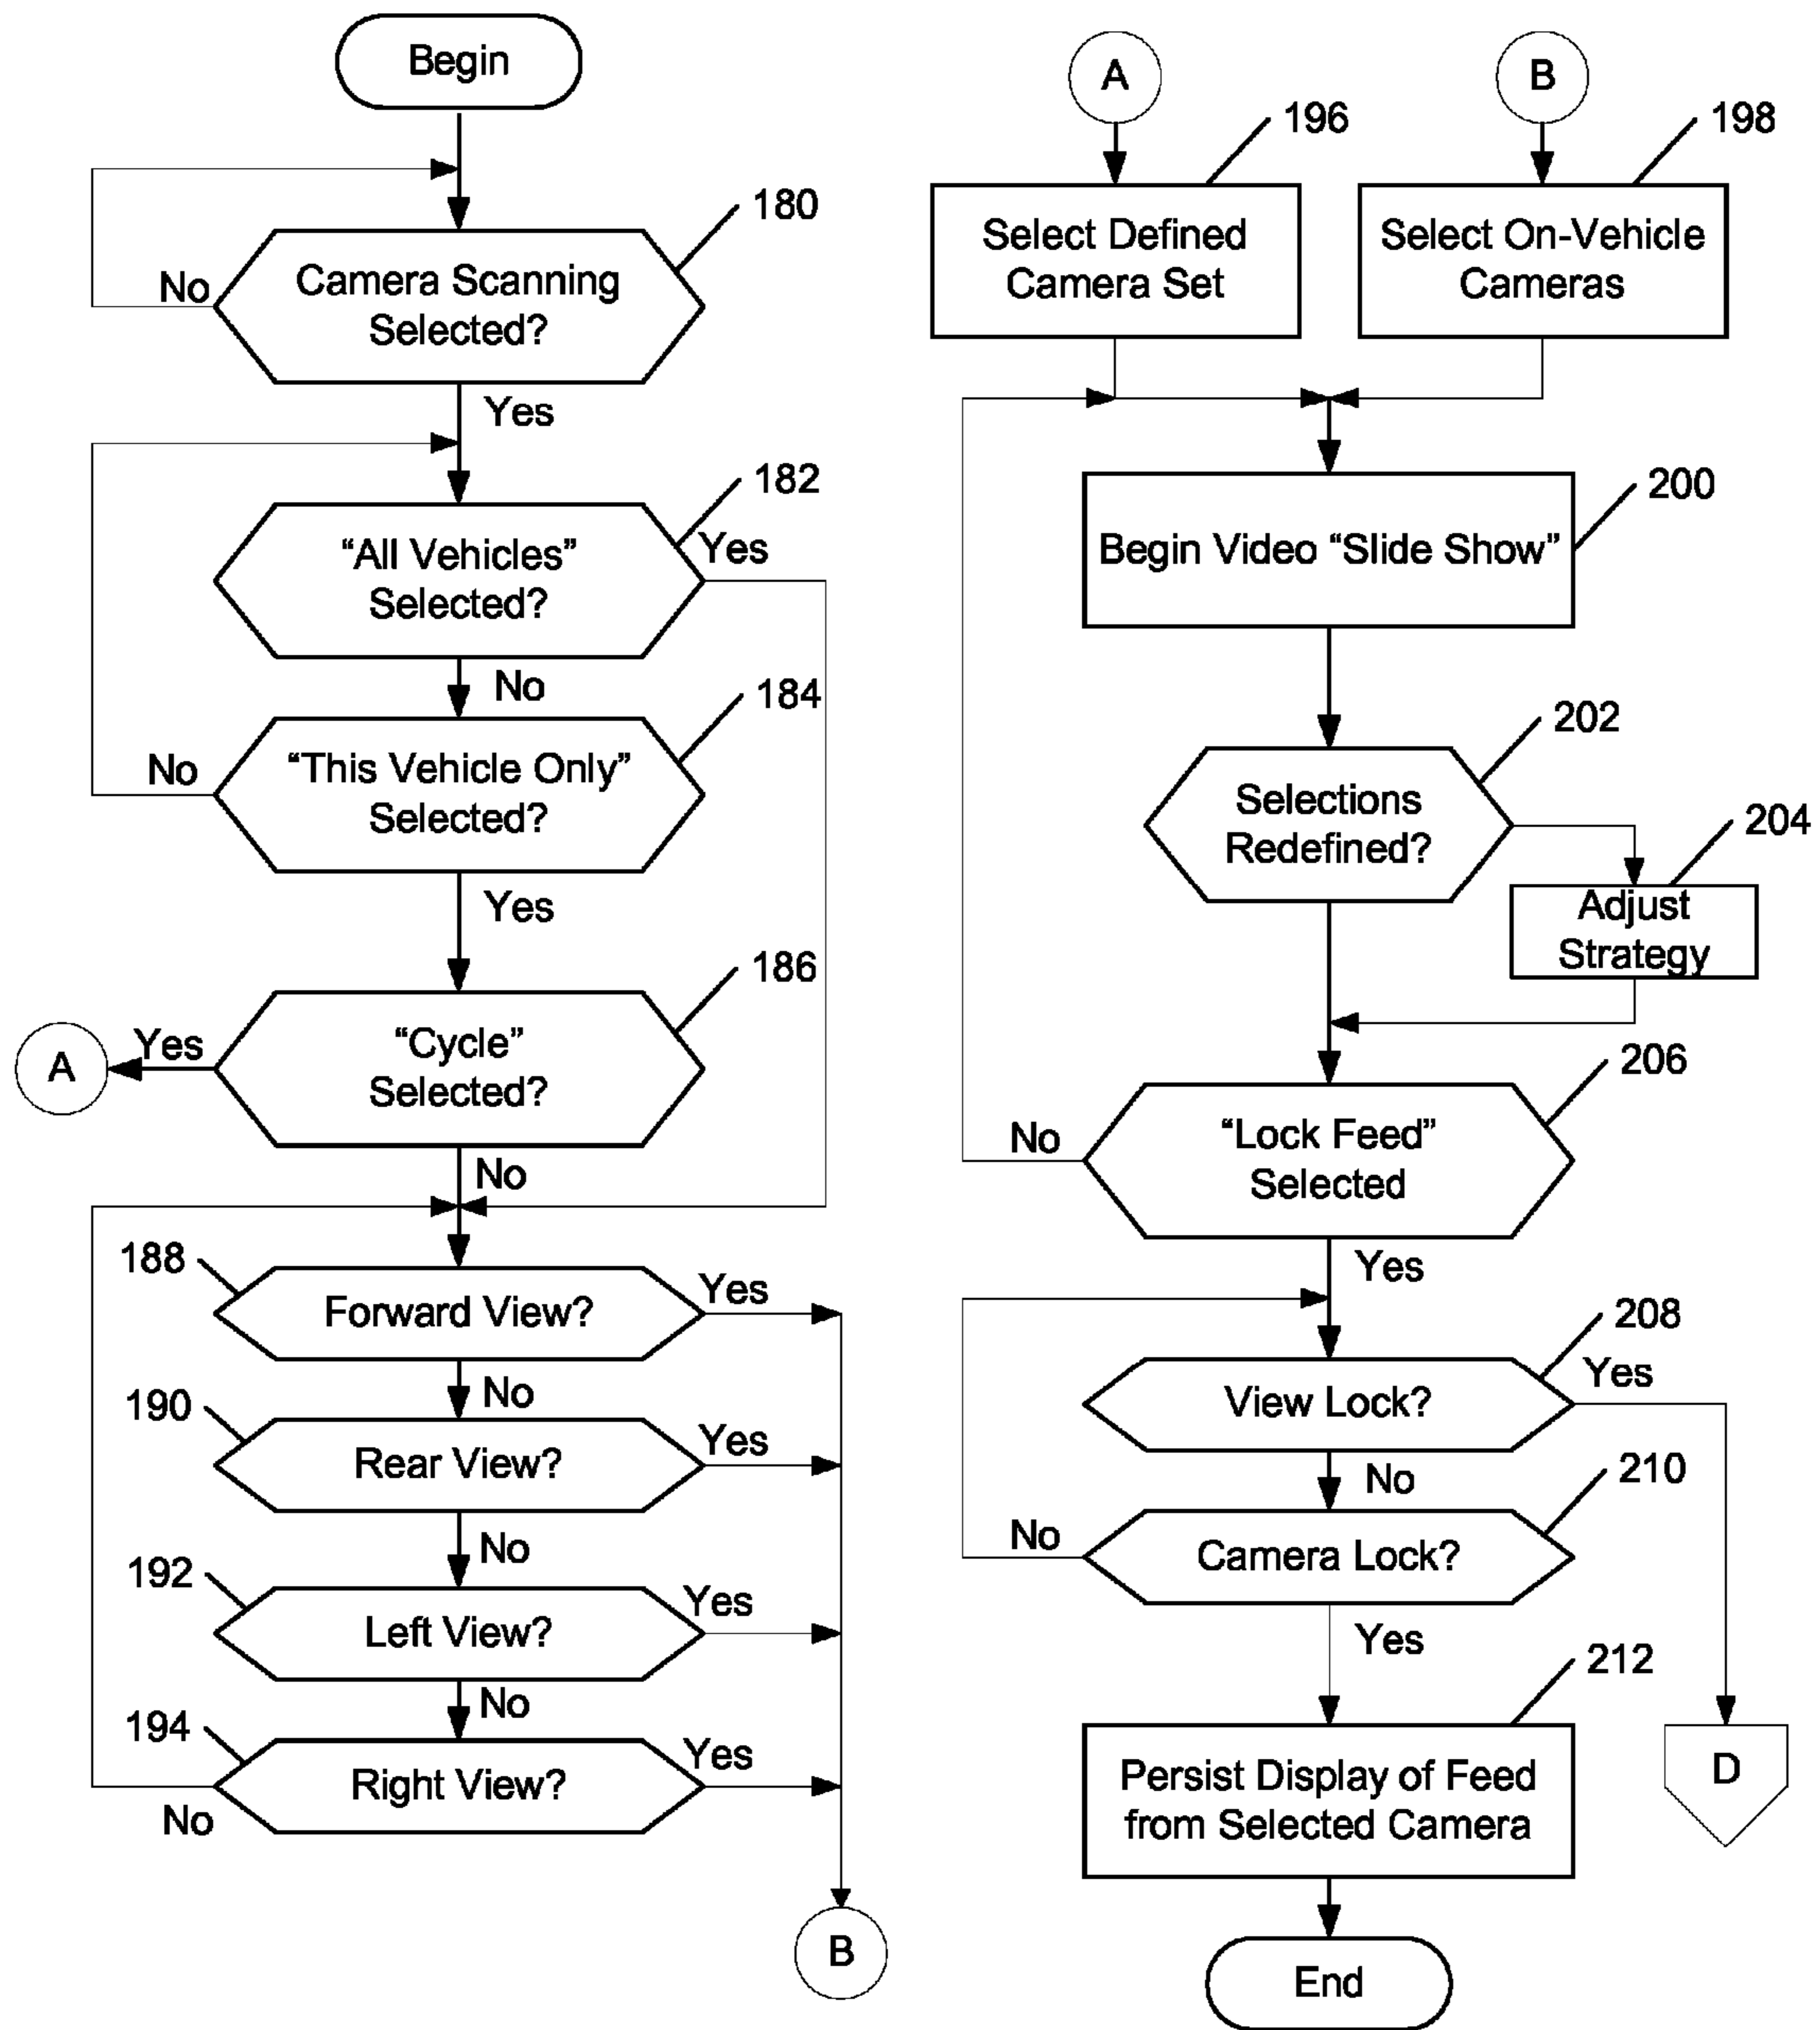 Begin
180
Camera Scanning
Selected?
No
Yes
182
“All Vehicles”
Selected?
Yes
No
184
“This Vehicle Only”
Selected?
No
Yes
186
“Cycle”
Selected?
Yes
A
No
188
Forward View?
Yes
No
190
Rear View?
Yes
No
192
Left View?
Yes
No
194
Right View?
Yes
No
B
A
B
196
198
Select Defined
Camera Set
Select On-Vehicle
Cameras
200
Begin Video “Slide Show”
202
Selections
Redefined?
204
Adjust
Strategy
206
“Lock Feed”
Selected
No
Yes
208
View Lock?
Yes
No
210
Camera Lock?
No
Yes
212
Persist Display of Feed
from Selected Camera
D
End